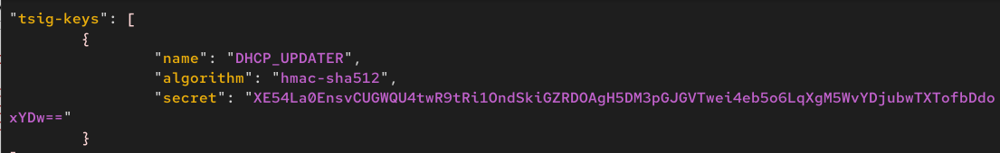 "tsig-keys": [
{
"name": "DHCP_UPDATER",
"algorithm": "hmac-sha512",
"secret": "XE54La0EnsvCUGWQU4twR9tRi1OndSkiGZRDOAgH5DM3pGJGVTwei4eb5o6LqXgM5WvYDjubwTXTofbDdo
xYDw=="
}